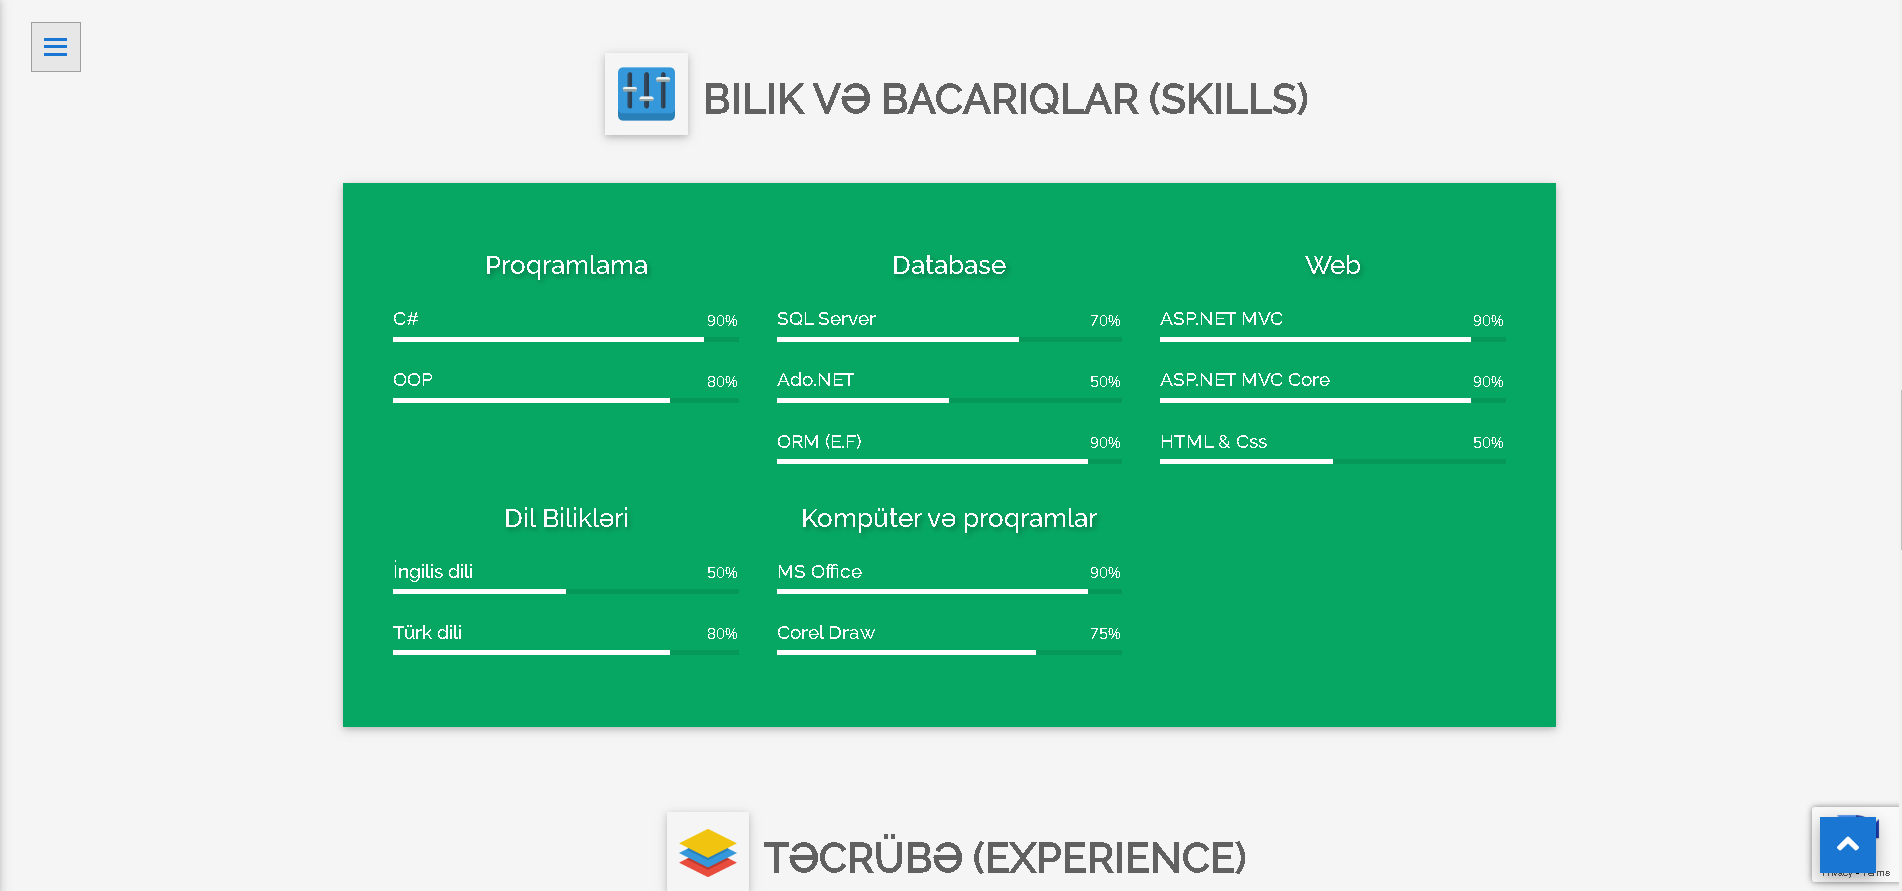 BILIK VƏ BACARIQLAR (SKILLS)
Proqramlama
C# 90%
OOP 80%
Database
SQL Server 70%
Ado.NET 50%
ORM (E.F) 90%
Web
ASP.NET MVC 90%
ASP.NET MVC Core 90%
HTML & Css 50%
Dil Bilikləri
İngilis dili 50%
Türk dili 80%
Kompüter və proqramlar
MS Office 90%
Corel Draw 75%
TƏCRÜBƏ (EXPERIENCE)
Privacy - Terms